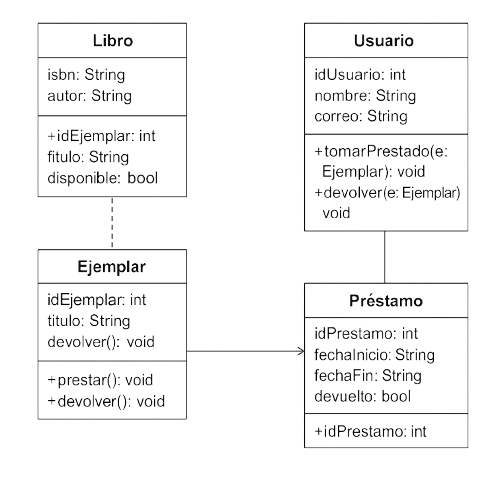 Libro
isbn: String
autor: String
+idEjemplar: int
fitulo: String
disponible: bool
Usuario
idUsuario: int
nombre: String
correo: String
+tomarPrestado(e:
Ejemplar): void
+devolver(e: Ejemplar)
void
Ejemplar
idEjemplar: int
titulo: String
devolver(): void
+prestar(): void
+devolver(): void
Préstamo
idPrestamo: int
fechaInicio: String
fechaFin: String
devuelto: bool
+idPrestamo: int